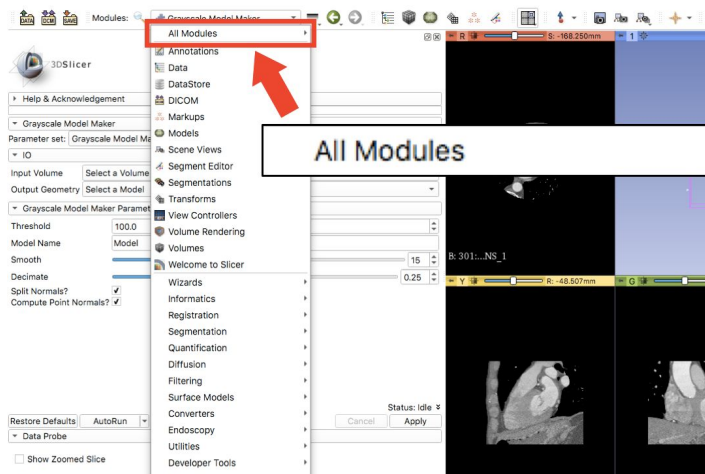 DATA DCM SAVE Modules: Grayscale Model Maker
All Modules
R S: -168.250mm 1
3DSlicer
Annotations
Data
DataStore
Help & Acknowledgement
DICOM
Markups
Grayscale Model Maker
Models
Parameter set: Grayscale Model Ma
Scene Views
All Modules
IO
Segment Editor
Input Volume Select a Volume
Segmentations
Output Geometry Select a Model
Transforms
Grayscale Model Maker Paramet
View Controllers
Threshold 100.0
Volume Rendering
Model Name Model
Volumes
B: 301:...NS_1
Smooth 15
Welcome to Slicer
Decimate 0.25
Y R: -48.507mm G
Wizards
Split Normals?
Informatics
Compute Point Normals?
Registration
Segmentation
Quantification
Diffusion
Filtering
Surface Models
Status: Idle
Converters
Restore Defaults AutoRun Cancel Apply
Endoscopy
Data Probe
Utilities
Show Zoomed Slice
Developer Tools